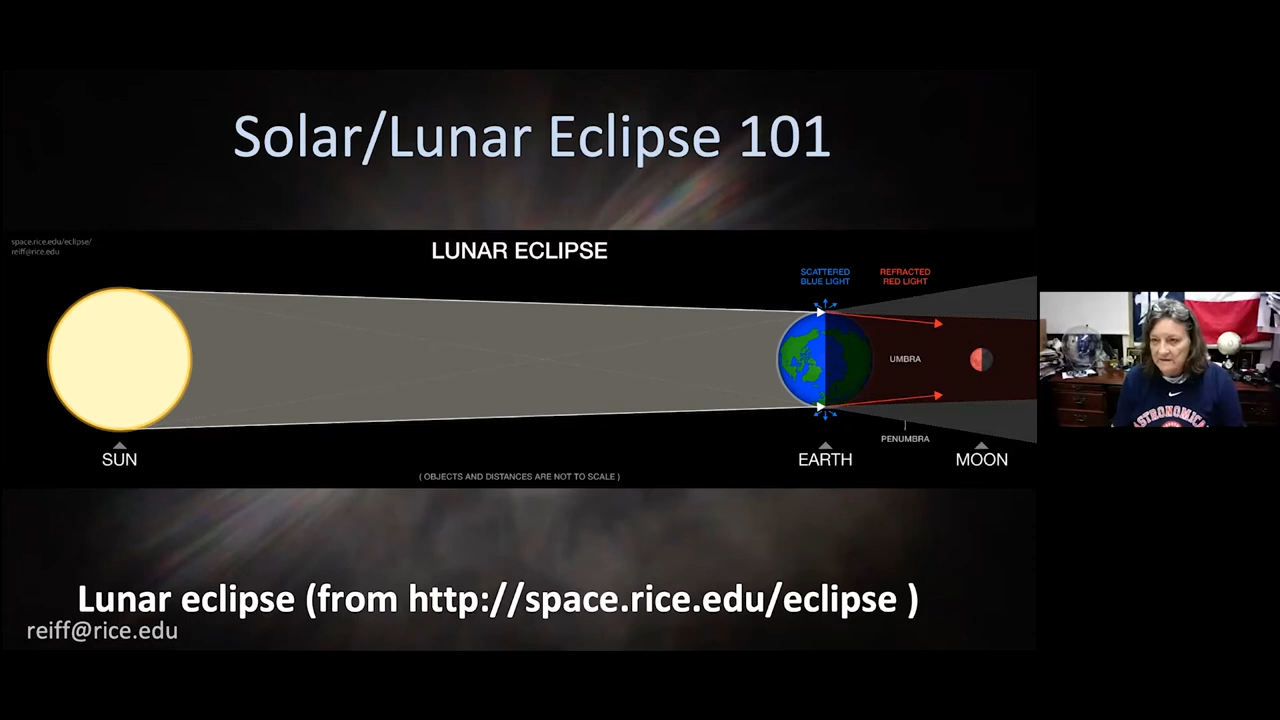 Solar/Lunar Eclipse 101
space.rice.edu/eclipse/
reiff@rice.edu
LUNAR ECLIPSE
SCATTERED
BLUE LIGHT
REFRACTED
RED LIGHT
UMBRA
PENUMBRA
SUN
EARTH
MOON
( OBJECTS AND DISTANCES ARE NOT TO SCALE )
Lunar eclipse (from http://space.rice.edu/eclipse )
reiff@rice.edu
ASTRONOMICAL